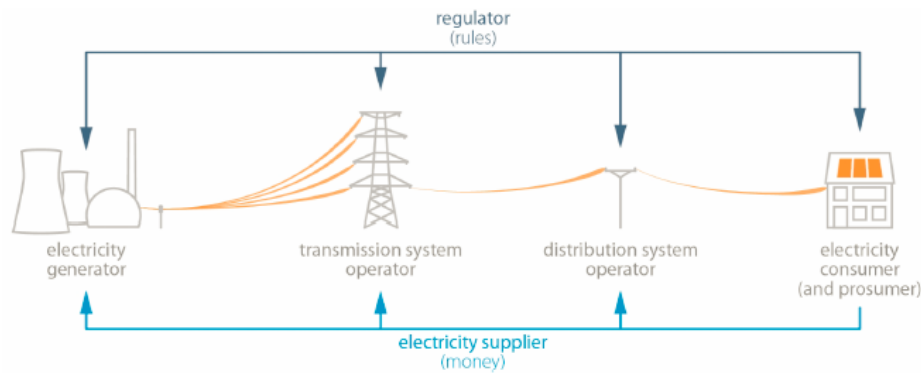 regulator
(rules)
electricity
generator
transmission system
operator
distribution system
operator
electricity
consumer
(and prosumer)
electricity supplier
(money)